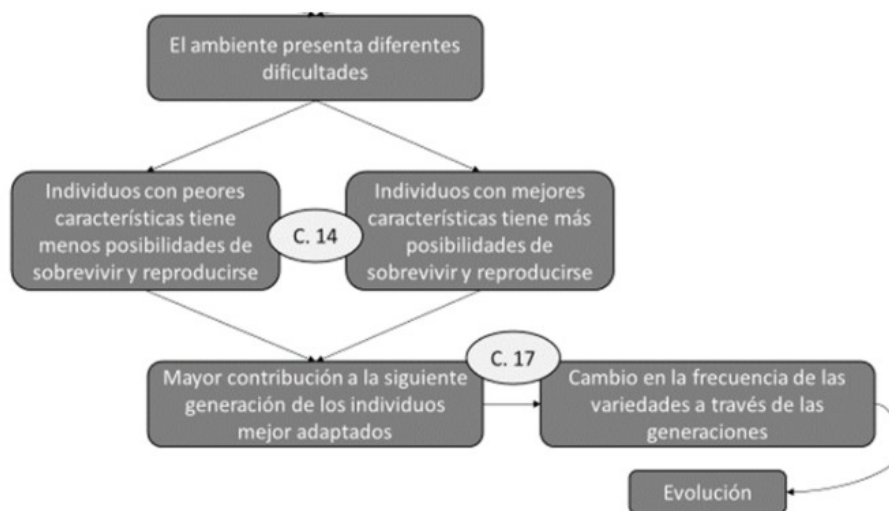 El ambiente presenta diferentes
dificultades
Individuos con peores
características tiene
menos posibilidades de
sobrevivir y reproducirse
C. 14
Individuos con mejores
características tiene más
posibilidades de
sobrevivir y reproducirse
C. 17
Mayor contribución a la siguiente
generación de los individuos
mejor adaptados
Cambio en la frecuencia de las
variedades a través de las
generaciones
Evolución